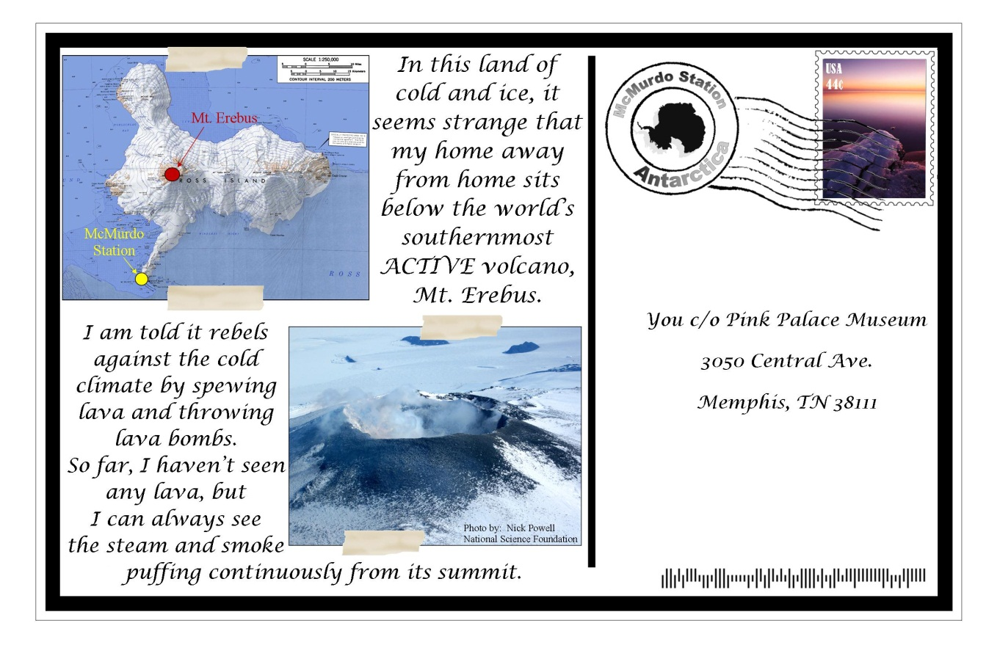 SCALE 1:250,000
CONTOUR INTERVAL 200 METERS
Mt. Erebus
ROSS ISLAND
McMurdo
Station
ROSS
In this land of
cold and ice, it
seems strange that
my home away
from home sits
below the world's
southernmost
ACTIVE volcano,
Mt. Erebus.
I am told it rebels
against the cold
climate by spewing
lava and throwing
lava bombs.
So far, I haven't seen
any lava, but
I can always see
the steam and smoke
puffing continuously from its summit.
Photo by: Nick Powell
National Science Foundation
McMurdo Station
Antarctica
USA
44¢
You c/o Pink Palace Museum
3050 Central Ave.
Memphis, TN 38111